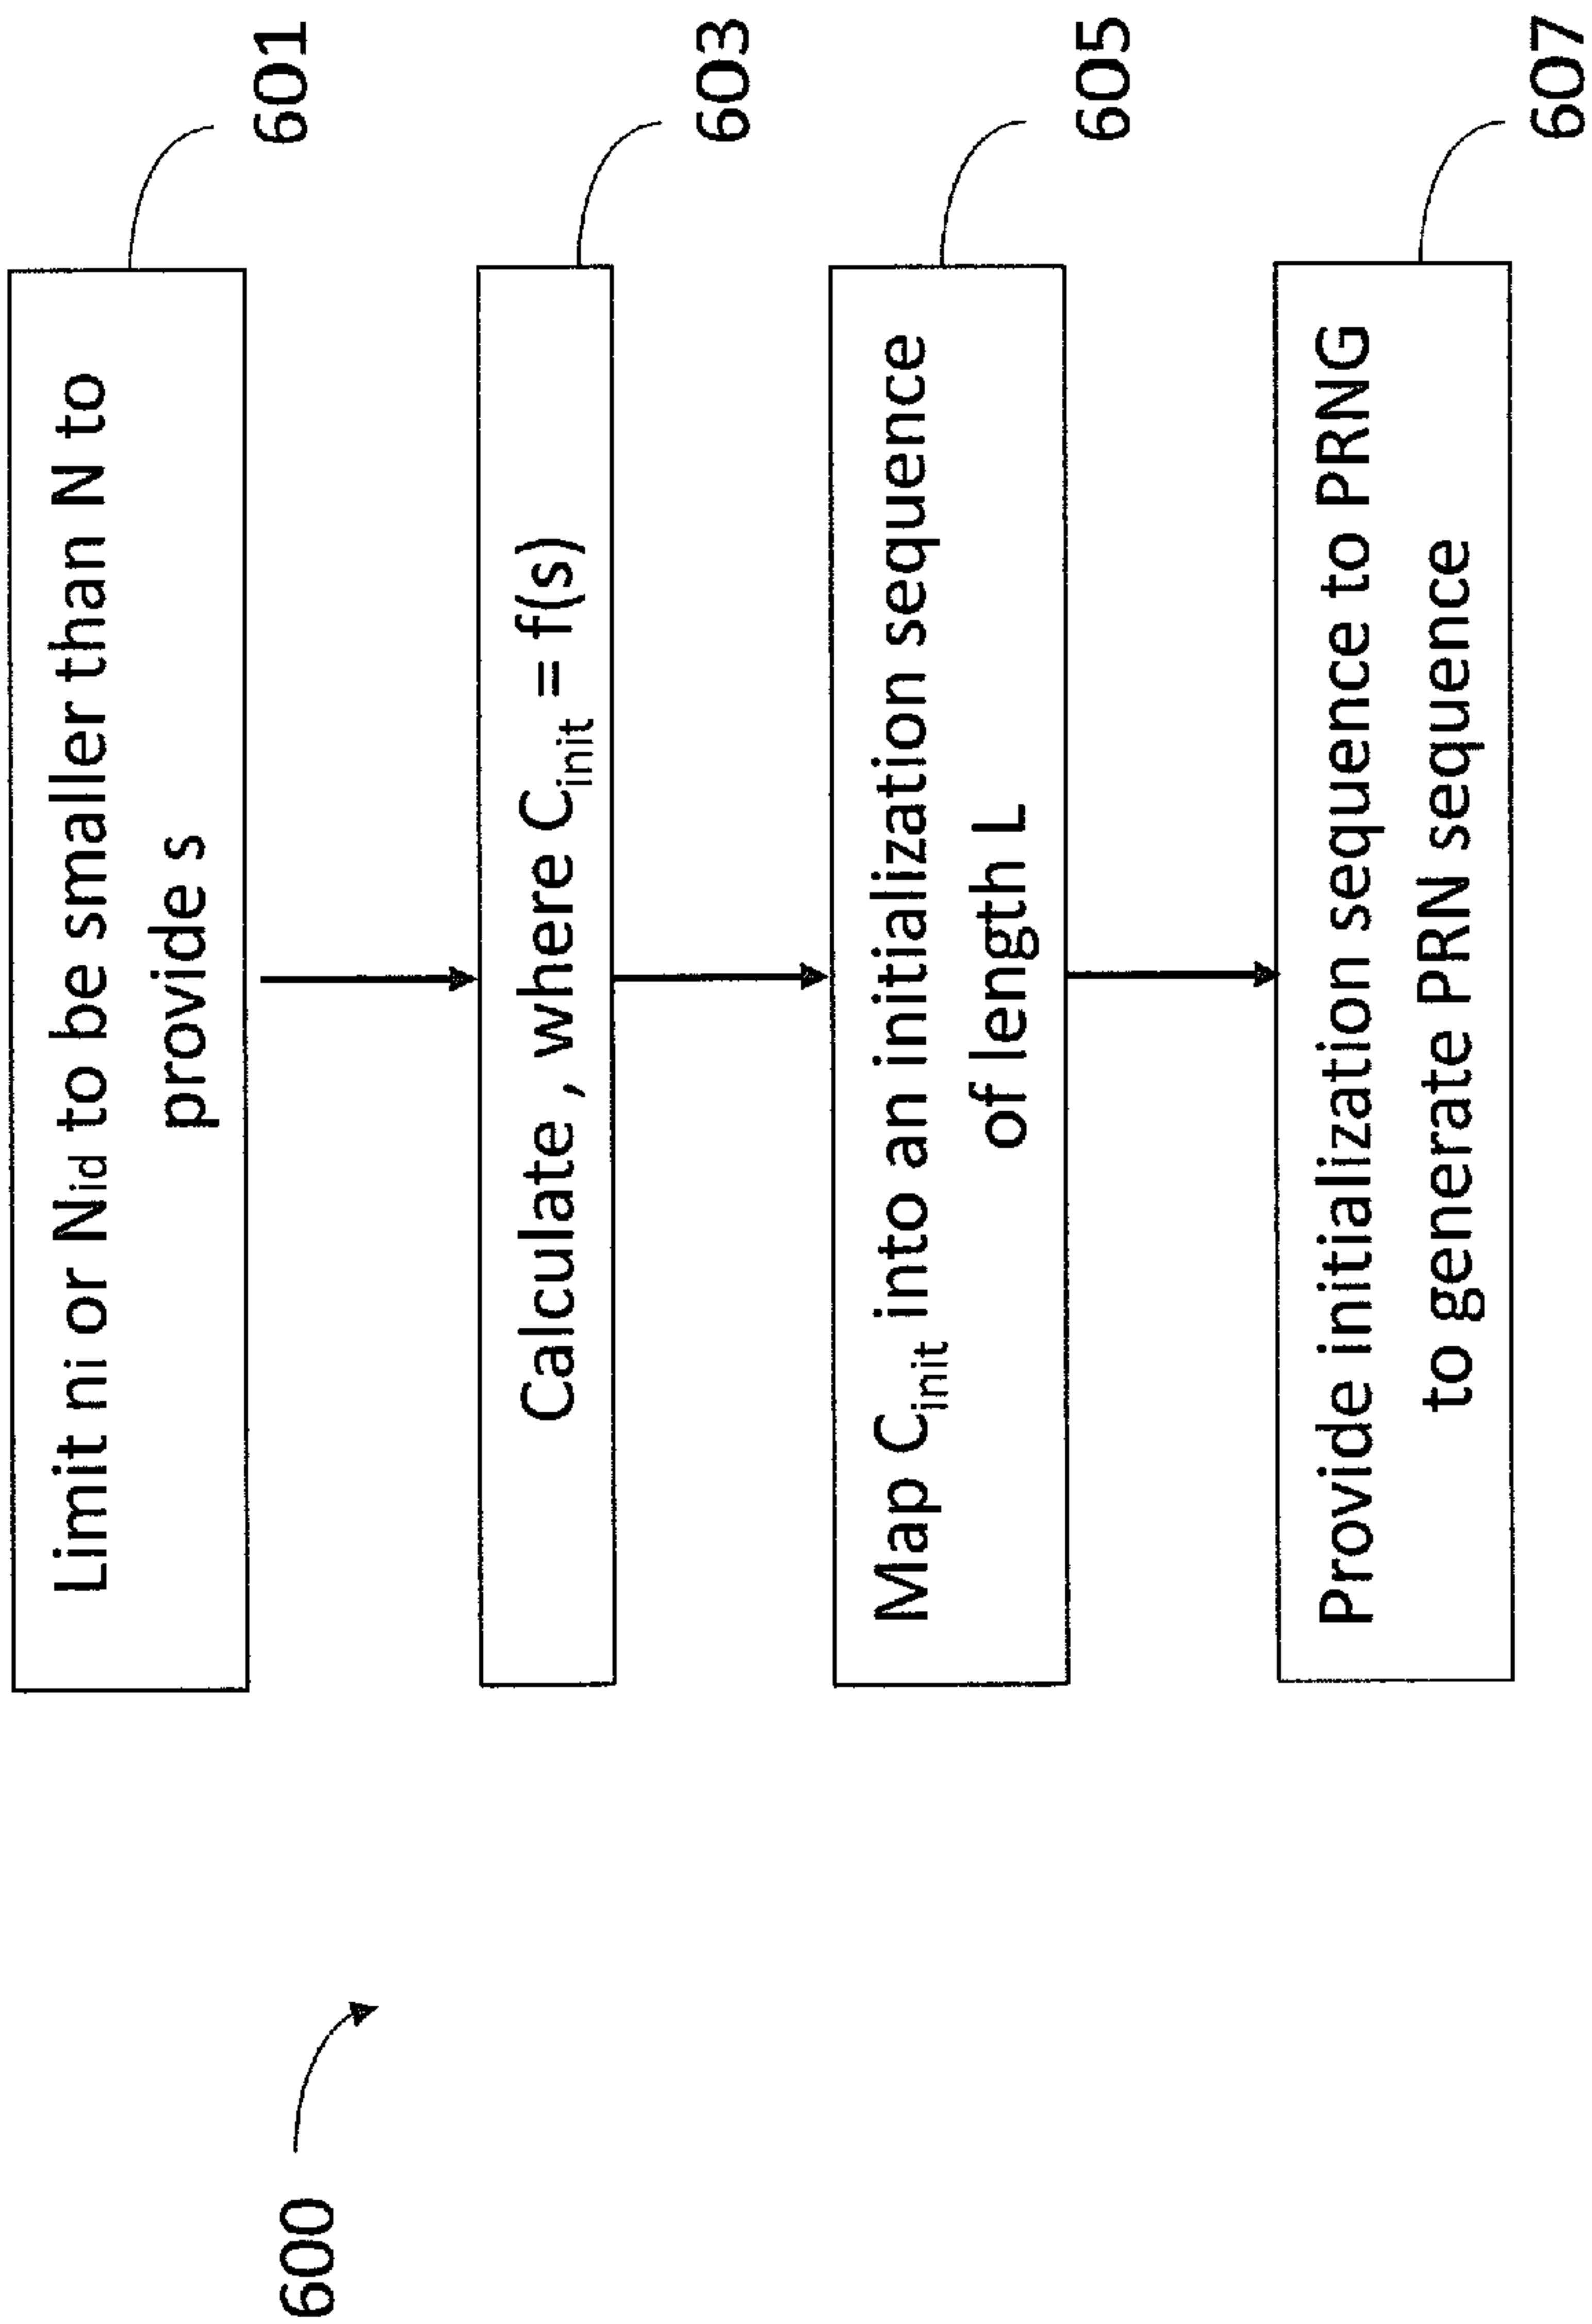 600
Limit ni or Nid to be smaller than N to
provide s
601
Calculate , where Cinit = f(s)
603
Map Cinit into an initialization sequence
of length L
605
Provide initialization sequence to PRNG
to generate PRN sequence
607